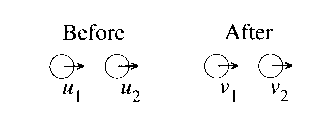 Before After
u₁ u₂ v₁ v₂